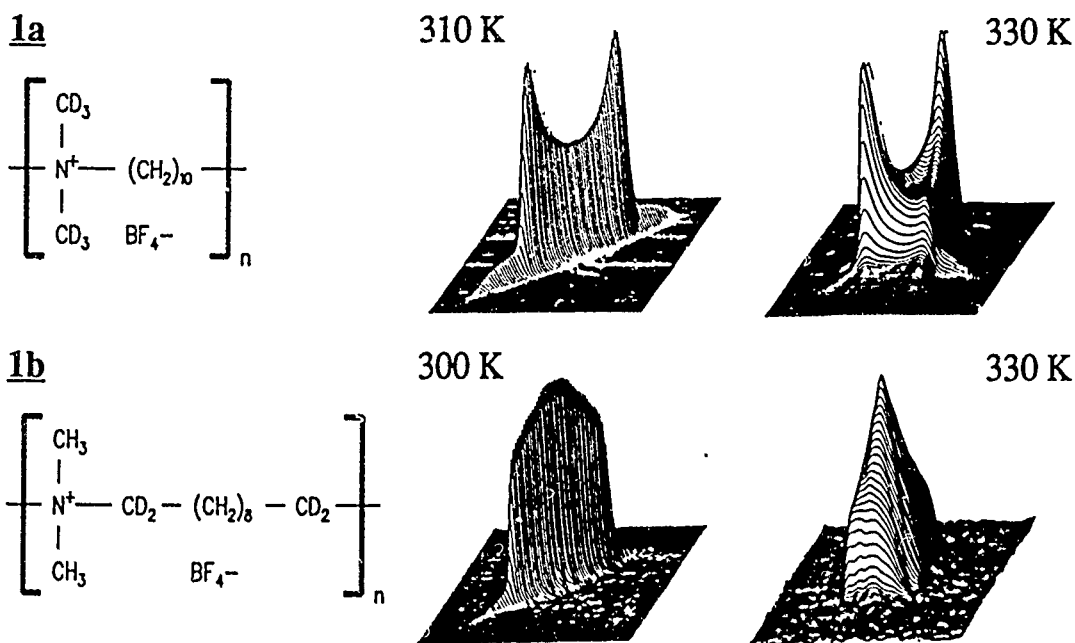 1a
310 K
330 K
CD₃
N⁺
(CH₂)₁₀
CD₃
BF₄−
n
1b
300 K
330 K
CH₃
N⁺
CD₂
(CH₂)₈
CD₂
CH₃
BF₄−
n